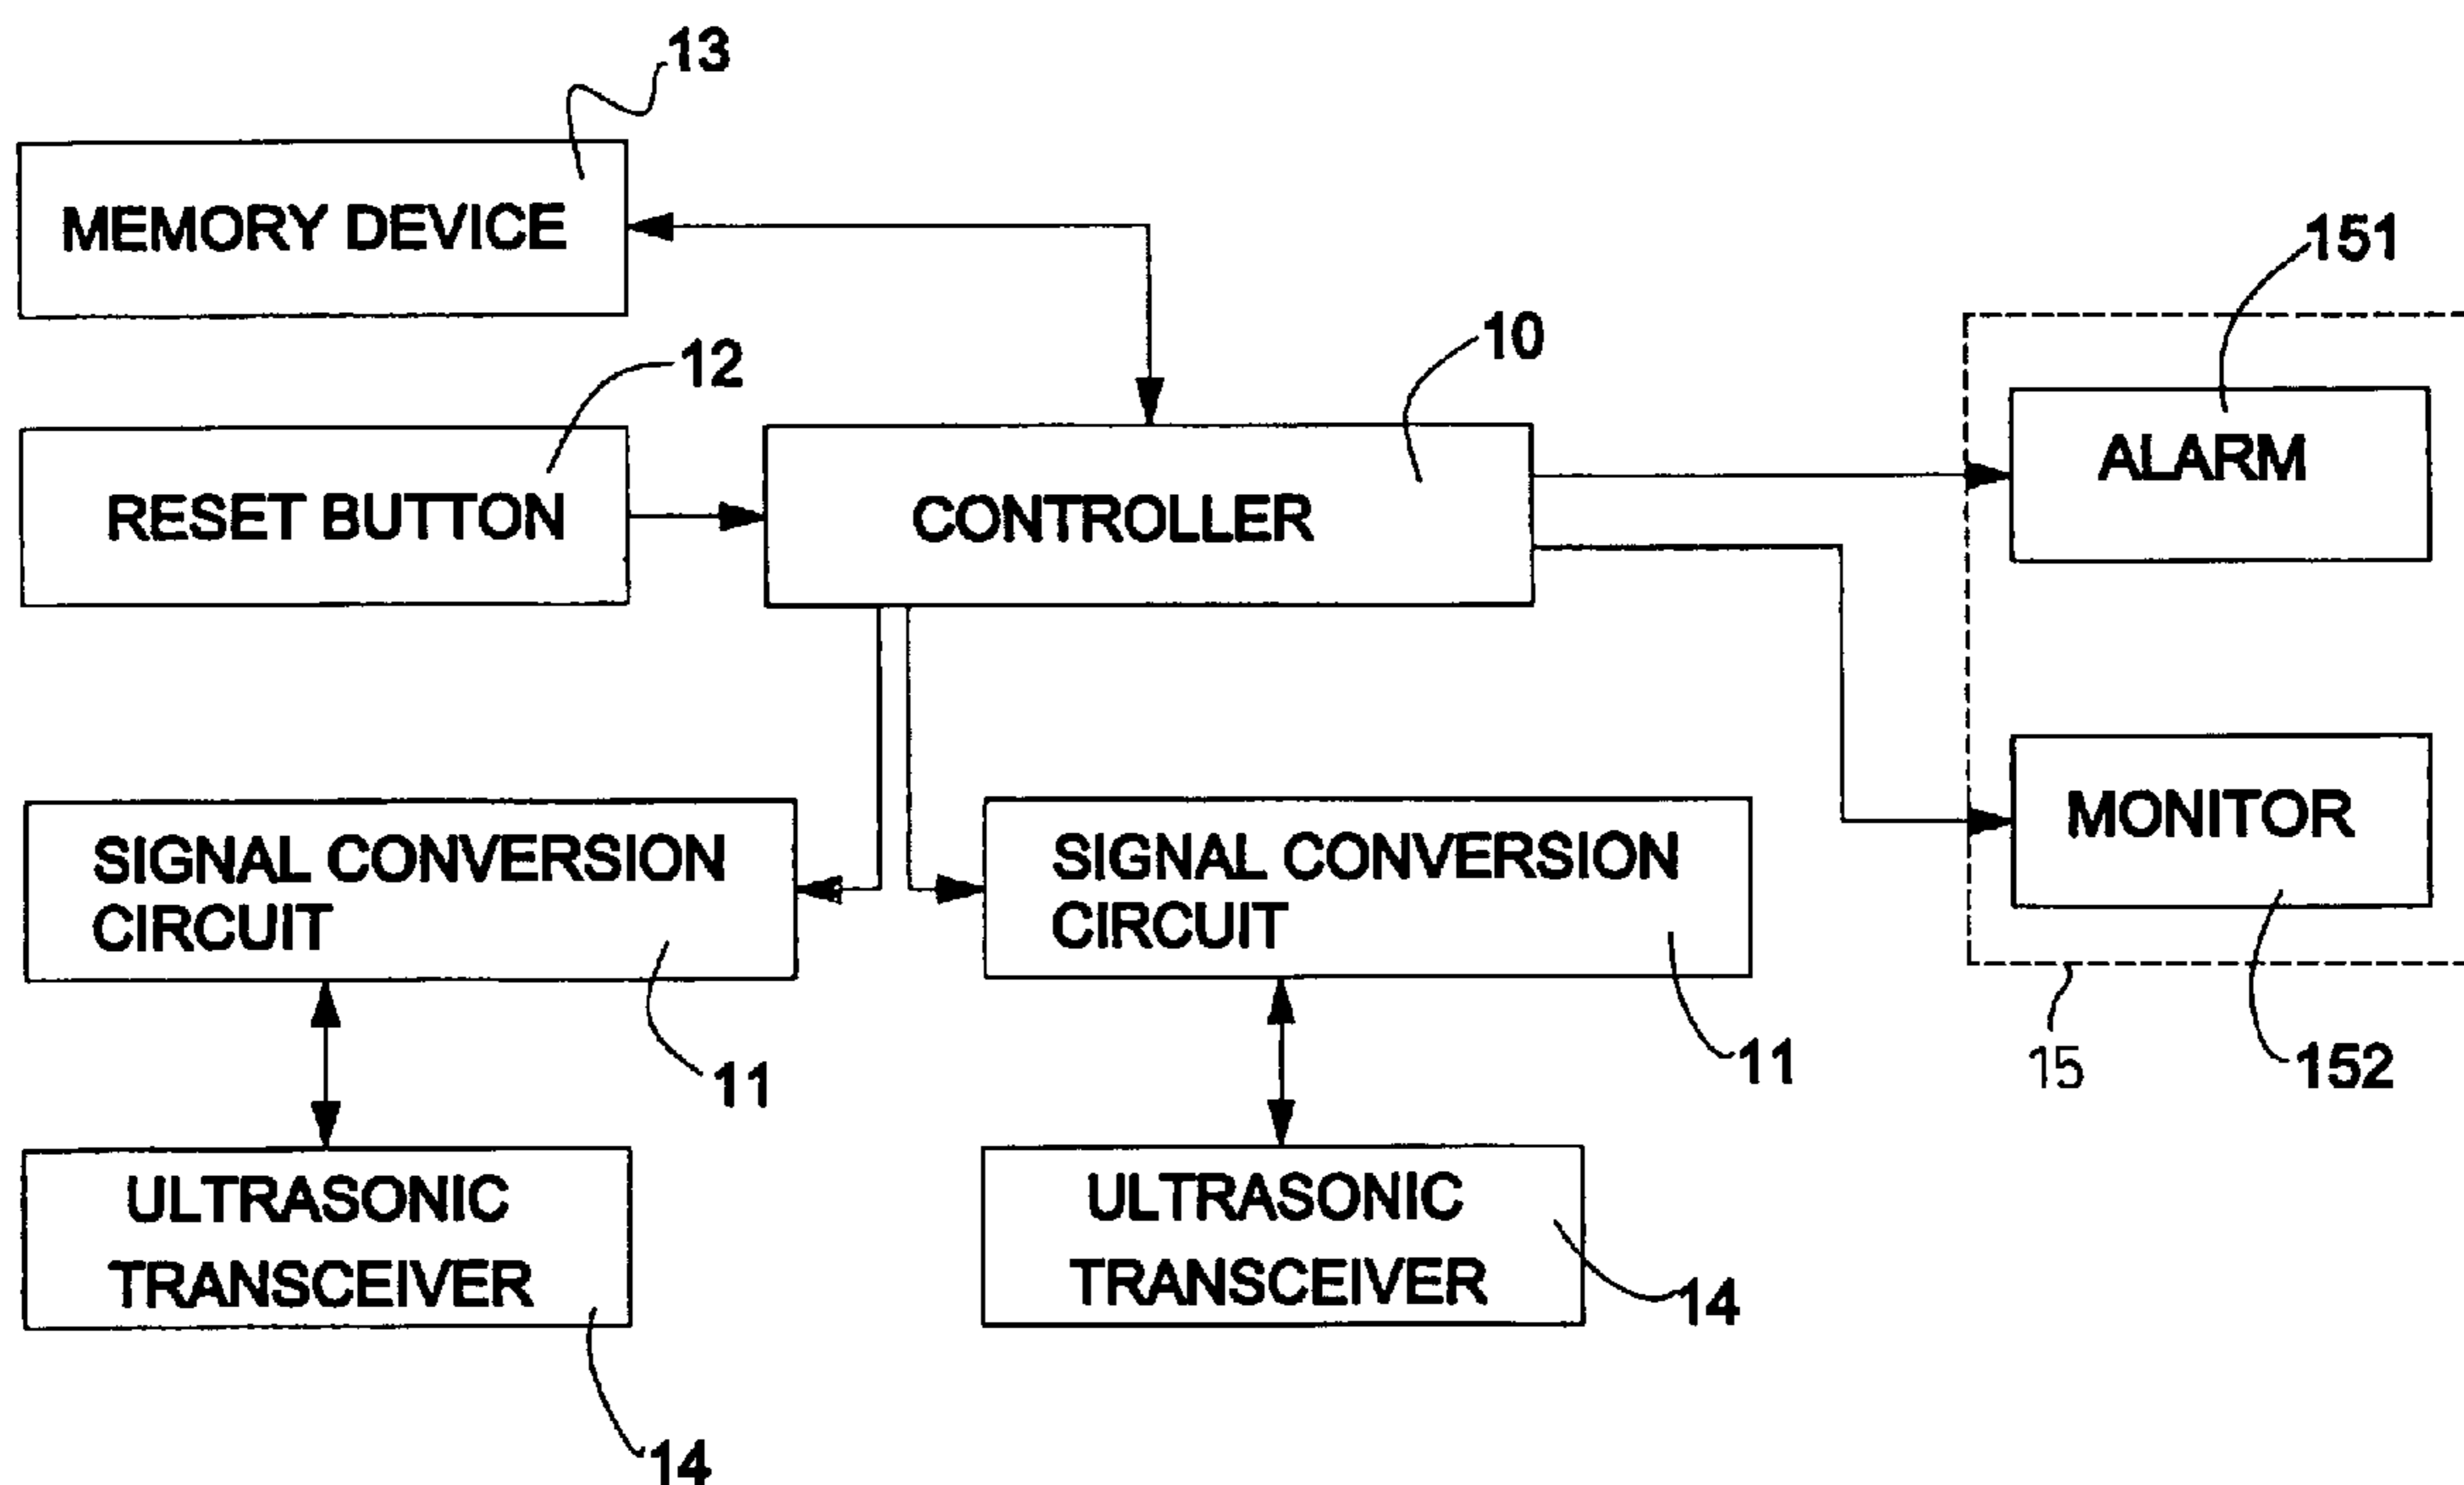 13
MEMORY DEVICE
151
12
10
RESET BUTTON
CONTROLLER
ALARM
MONITOR
SIGNAL CONVERSION
CIRCUIT
SIGNAL CONVERSION
CIRCUIT
11
11
15
152
ULTRASONIC
TRANSCEIVER
ULTRASONIC
TRANSCEIVER
14
14